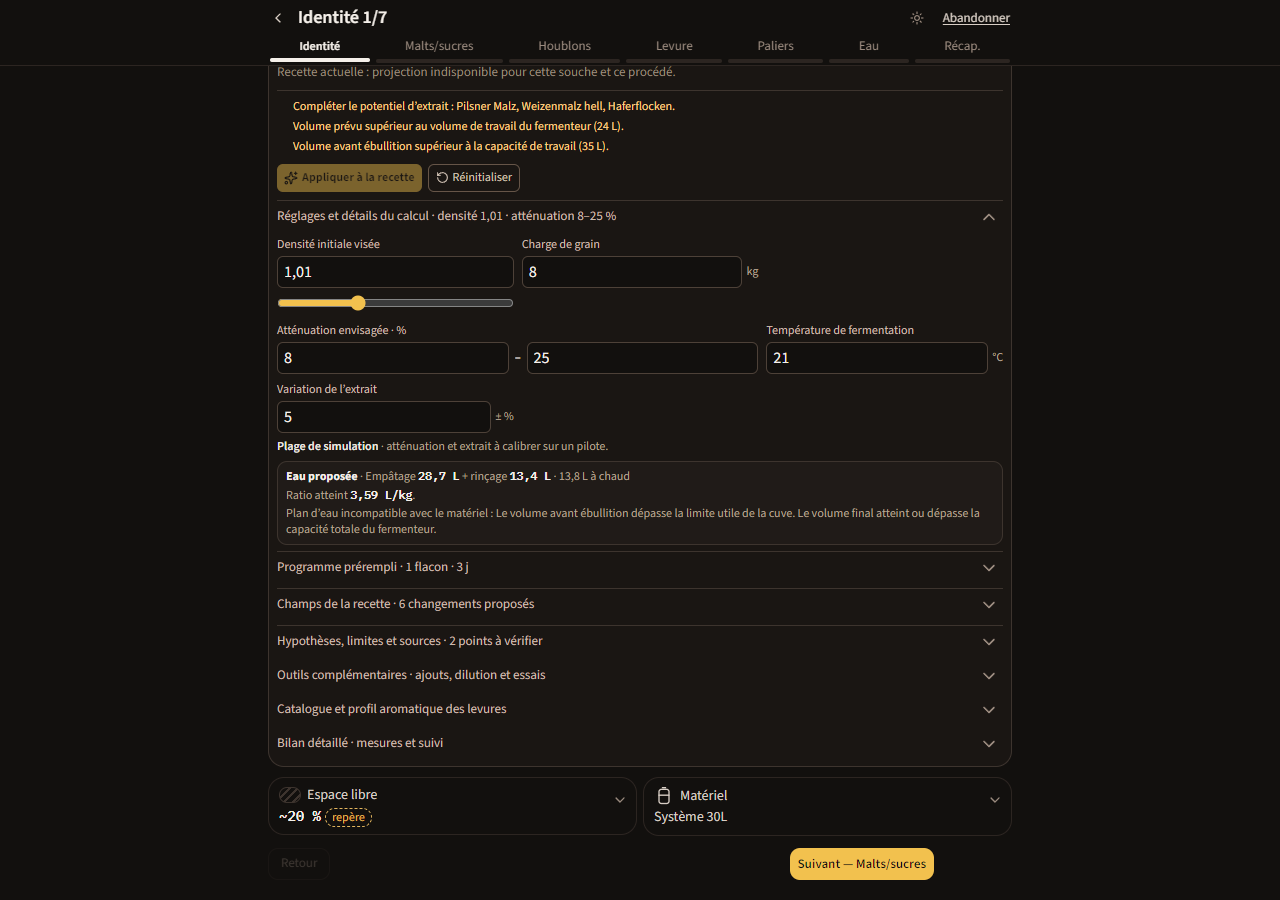 Identité 1/7
Abandonner
Identité
Malts/sucres
Houblons
Levure
Paliers
Eau
Récap.
Recette actuelle : projection indisponible pour cette souche et ce procédé.
Compléter le potentiel d’extrait : Pilsner Malz, Weizenmalz hell, Haferflocken.
Volume prévu supérieur au volume de travail du fermenteur (24 L).
Volume avant ébullition supérieur à la capacité de travail (35 L).
Appliquer à la recette
Réinitialiser
Réglages et détails du calcul · densité 1,01 · atténuation 8–25 %
Densité initiale visée
Charge de grain
1,01
8 kg
Atténuation envisagée · %
Température de fermentation
8 – 25
21 °C
Variation de l’extrait
5 ± %
Plage de simulation · atténuation et extrait à calibrer sur un pilote.
Eau proposée · Empâtage 28,7 L + rinçage 13,4 L · 13,8 L à chaud
Ratio atteint 3,59 L/kg.
Plan d’eau incompatible avec le matériel : Le volume avant ébullition dépasse la limite utile de la cuve. Le volume final atteint ou dépasse la
capacité totale du fermenteur.
Programme prérempli · 1 flacon · 3 j
Champs de la recette · 6 changements proposés
Hypothèses, limites et sources · 2 points à vérifier
Outils complémentaires · ajouts, dilution et essais
Catalogue et profil aromatique des levures
Bilan détaillé · mesures et suivi
Espace libre
~20 % repère
Matériel
Système 30L
Retour
Suivant — Malts/sucres